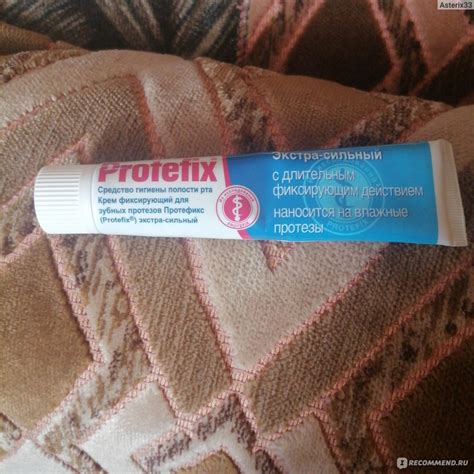 Asterix33
Protefix
Средство гигиены полости рта
Крем фиксирующий для
зубных протезов Протефикс
(Protefix®) экстра-сильный
Экстра-сильный
с длительным
фиксирующим действием
наносится на влажные
протезы
PROTEFIX
RECOMMEND.RU